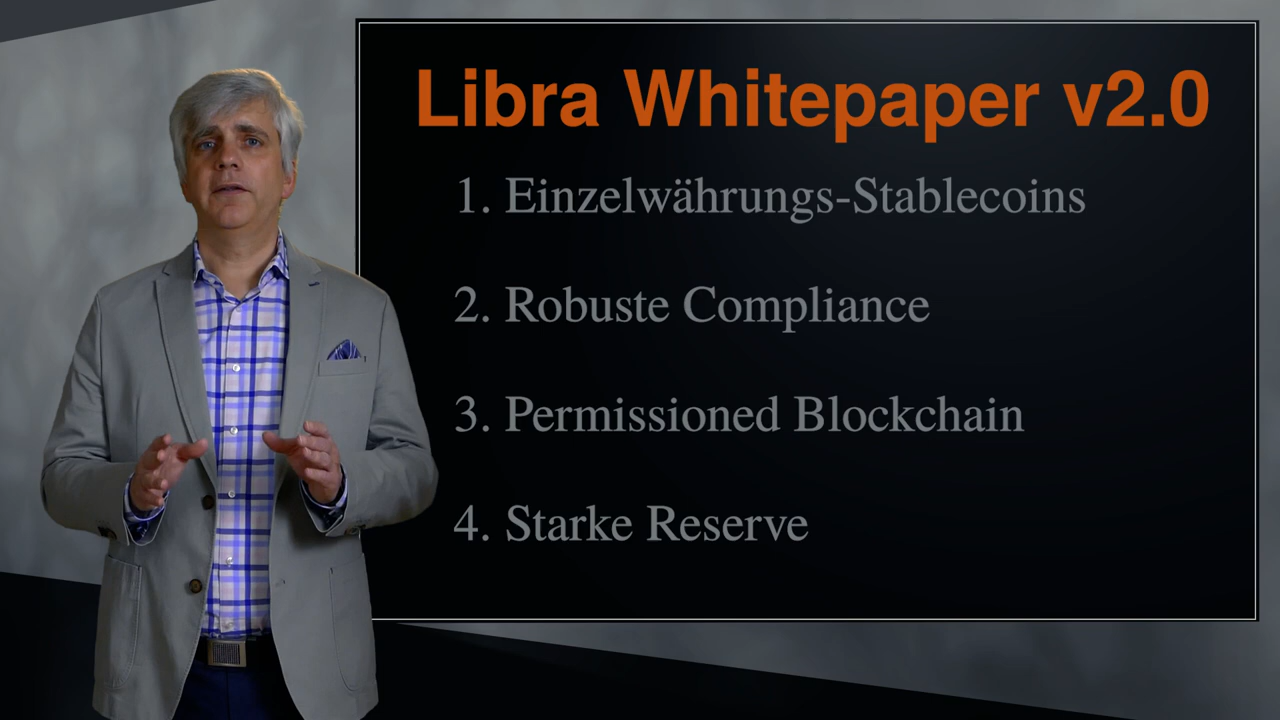 Libra Whitepaper v2.0
1. Einzelwährungs-Stablecoins
2. Robuste Compliance
3. Permissioned Blockchain
4. Starke Reserve